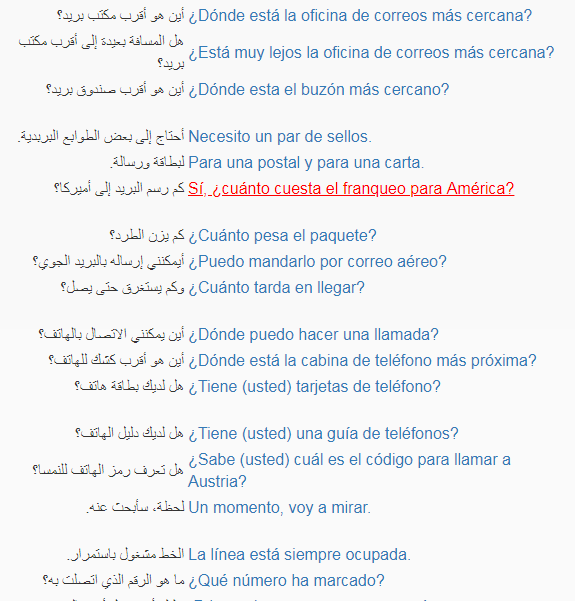 أين هو أقرب مكتب بريد؟ ¿Dónde está la oficina de correos más cercana?
هل المسافة بعيدة إلى أقرب مكتب بريد؟ ¿Está muy lejos la oficina de correos más cercana?
أين هو أقرب صندوق بريد؟ ¿Dónde esta el buzón más cercano?
أحتاج إلى بعض الطوابع البريدية. Necesito un par de sellos.
لبطاقة ورسالة. Para una postal y para una carta.
كم رسم البريد إلى أميركا؟ Sí, ¿cuánto cuesta el franqueo para América?
كم يزن الطرد؟ ¿Cuánto pesa el paquete?
أيمكنني إرساله بالبريد الجوي؟ ¿Puedo mandarlo por correo aéreo?
وكم يستغرق حتى يصل؟ ¿Cuánto tarda en llegar?
أين يمكنني الاتصال بالهاتف؟ ¿Dónde puedo hacer una llamada?
أين هو أقرب كشك للهاتف؟ ¿Dónde está la cabina de teléfono más próxima?
هل لديك بطاقة هاتف؟ ¿Tiene (usted) tarjetas de teléfono?
هل لديك دليل الهاتف؟ ¿Tiene (usted) una guía de teléfonos?
هل تعرف رمز الهاتف للنمسا؟ ¿Sabe (usted) cuál es el código para llamar a
Austria?
لحظة، سأبحث عنه. Un momento, voy a mirar.
الخط مشغول باستمرار. La línea está siempre ocupada.
ما هو الرقم الذي اتصلت به؟ ¿Qué número ha marcado?